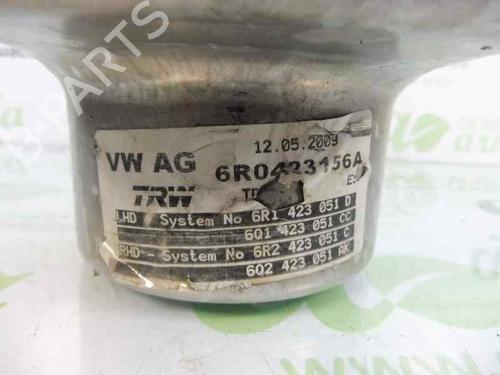 12.05.2009
VW AG 6R0423156A
TRW
LHD - System No 6R1 423 051 D
6Q1 423 051 CC
RHD - System No 6R2 423 051 C
6Q2 423 051 AK